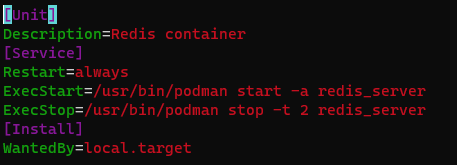 [Unit]
Description=Redis container
[Service]
Restart=always
ExecStart=/usr/bin/podman start -a redis_server
ExecStop=/usr/bin/podman stop -t 2 redis_server
[Install]
WantedBy=local.target